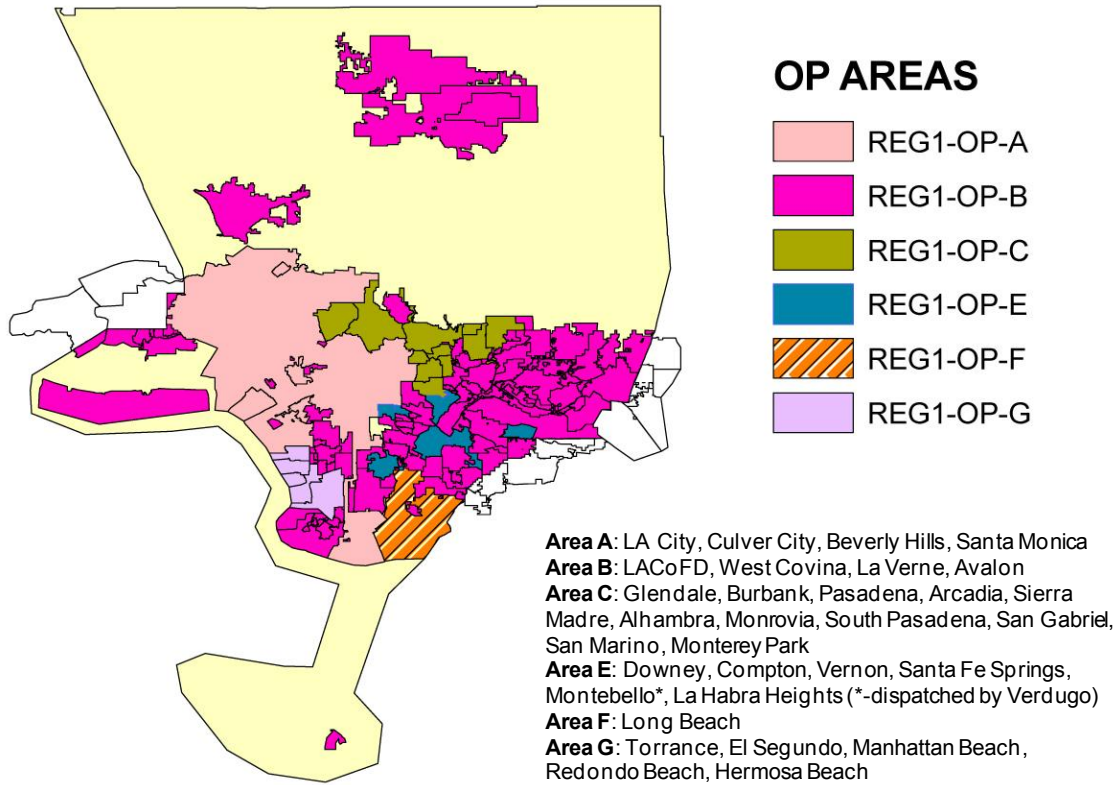 OP AREAS
REG1-OP-A
REG1-OP-B
REG1-OP-C
REG1-OP-E
REG1-OP-F
REG1-OP-G
Area A: LA City, Culver City, Beverly Hills, Santa Monica
Area B: LACoFD, West Covina, La Verne, Avalon
Area C: Glendale, Burbank, Pasadena, Arcadia, Sierra
Madre, Alhambra, Monrovia, South Pasadena, San Gabriel,
San Marino, Monterey Park
Area E: Downey, Compton, Vernon, Santa Fe Springs,
Montebello*, La Habra Heights (*-dispatched by Verdugo)
Area F: Long Beach
Area G: Torrance, El Segundo, Manhattan Beach,
Redondo Beach, Hermosa Beach